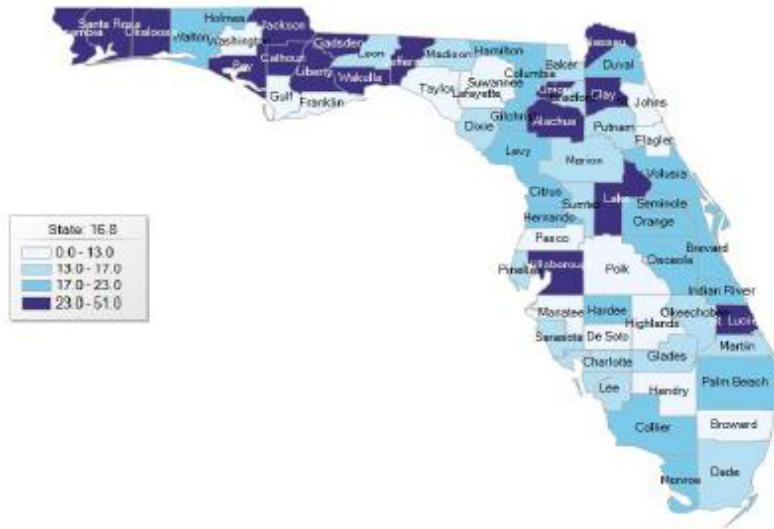 Santa Rosa
Okaloosa
Walton
Holmes
Washington
Jackson
Bay
Calhoun
Gulf
Liberty
Gadsden
Franklin
Wakulla
Leon
Madison
Taylor
Hamilton
Suwannee
Lafayette
Columbia
Dixie
Gilchrist
Levy
Baker
Union
Bradford
Nassau
Duval
Clay
St. Johns
Alachua
Putnam
Flagler
Marion
Volusia
Citrus
Sumter
Lake
Seminole
Hernando
Orange
Pasco
Brevard
Osceola
Polk
Pinellas
Hillsborough
Indian River
Manatee
Hardee
Okeechobee
St. Lucie
Highlands
Sarasota
De Soto
Martin
Charlotte
Glades
Lee
Hendry
Palm Beach
Broward
Collier
Monroe
Dade
State: 16.8
0.0 - 13.0
13.0 - 17.0
17.0 - 23.0
23.0 - 51.0